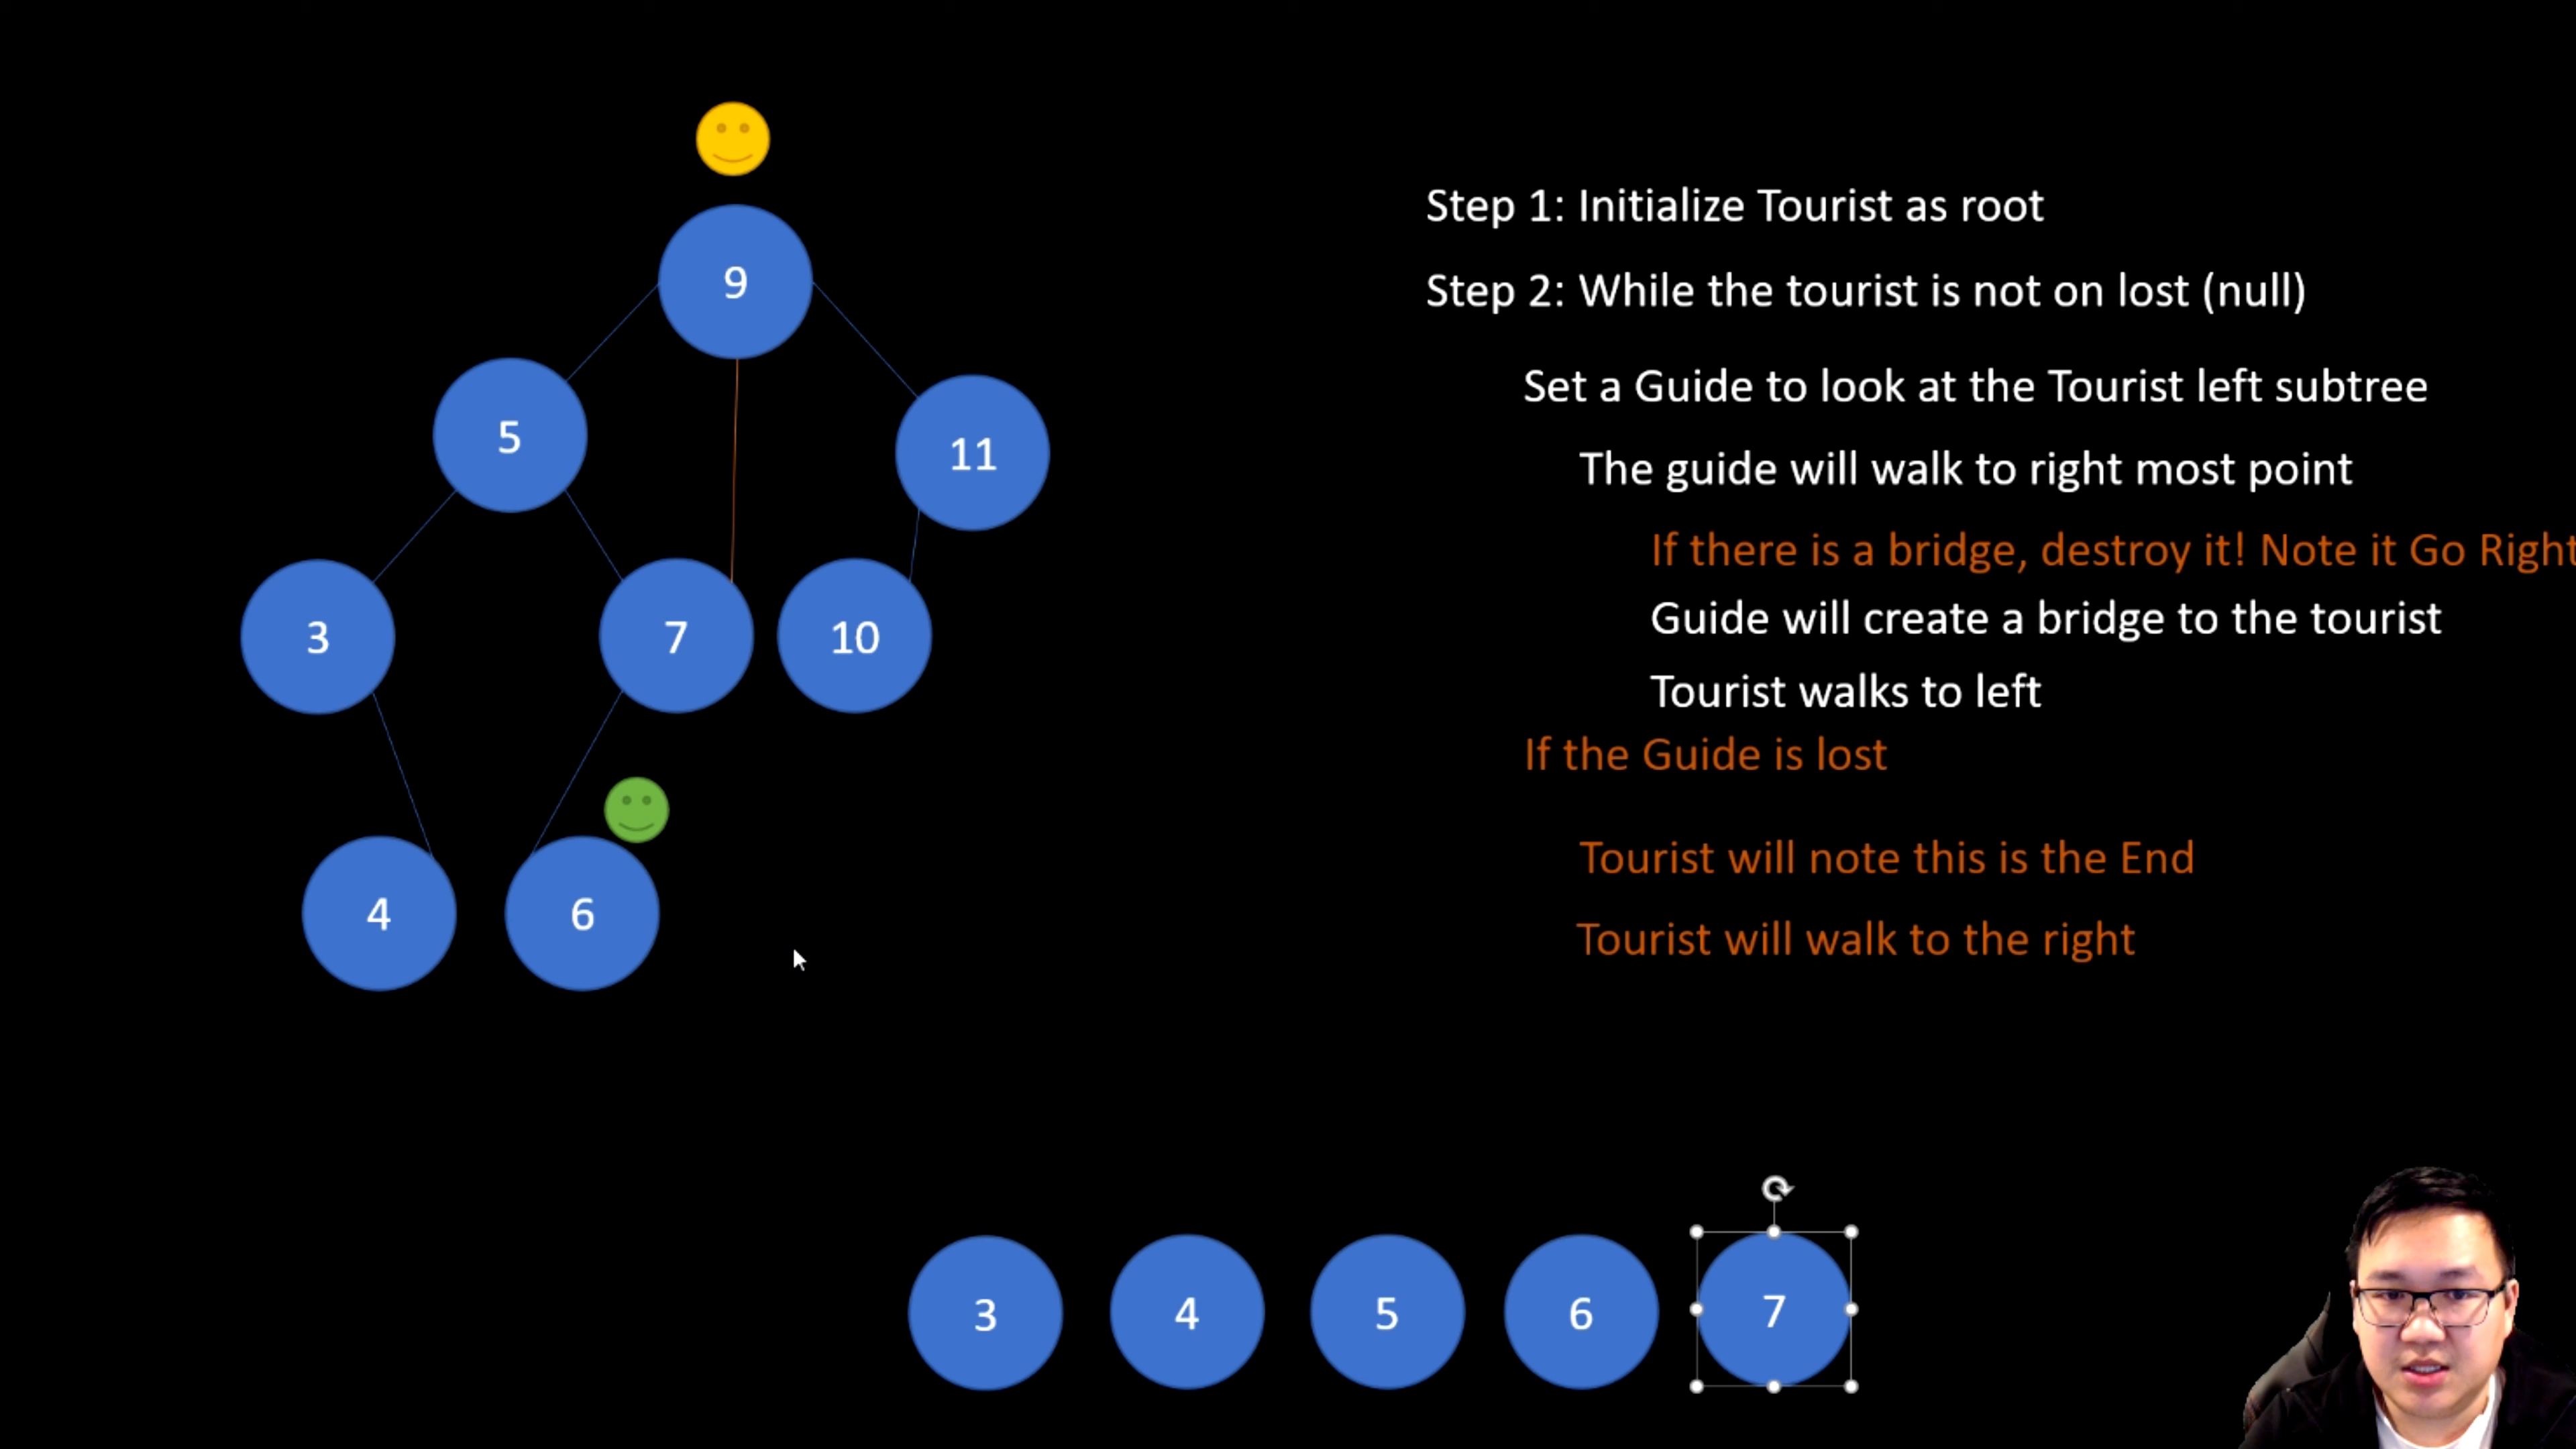 9
5
11
3
7
10
4
6
Step 1: Initialize Tourist as root
Step 2: While the tourist is not on lost (null)
Set a Guide to look at the Tourist left subtree
The guide will walk to right most point
If there is a bridge, destroy it! Note it Go Right
Guide will create a bridge to the tourist
Tourist walks to left
If the Guide is lost
Tourist will note this is the End
Tourist will walk to the right
3 4 5 6 7